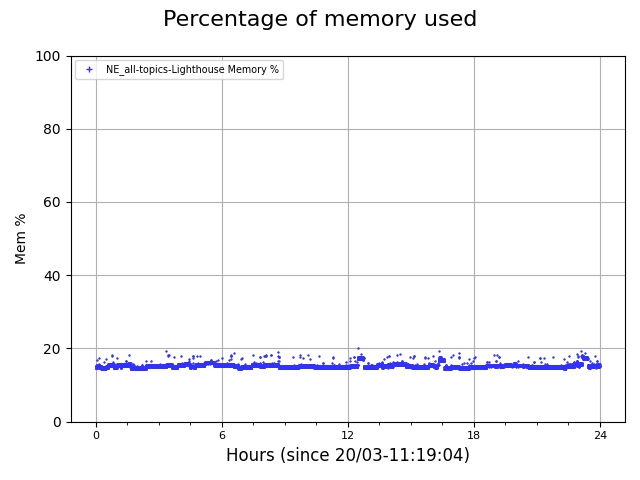 Percentage of memory used
100
80
60
40
20
0
Mem %
NE_all-topics-Lighthouse Memory %
0 6 12 18 24
Hours (since 20/03-11:19:04)